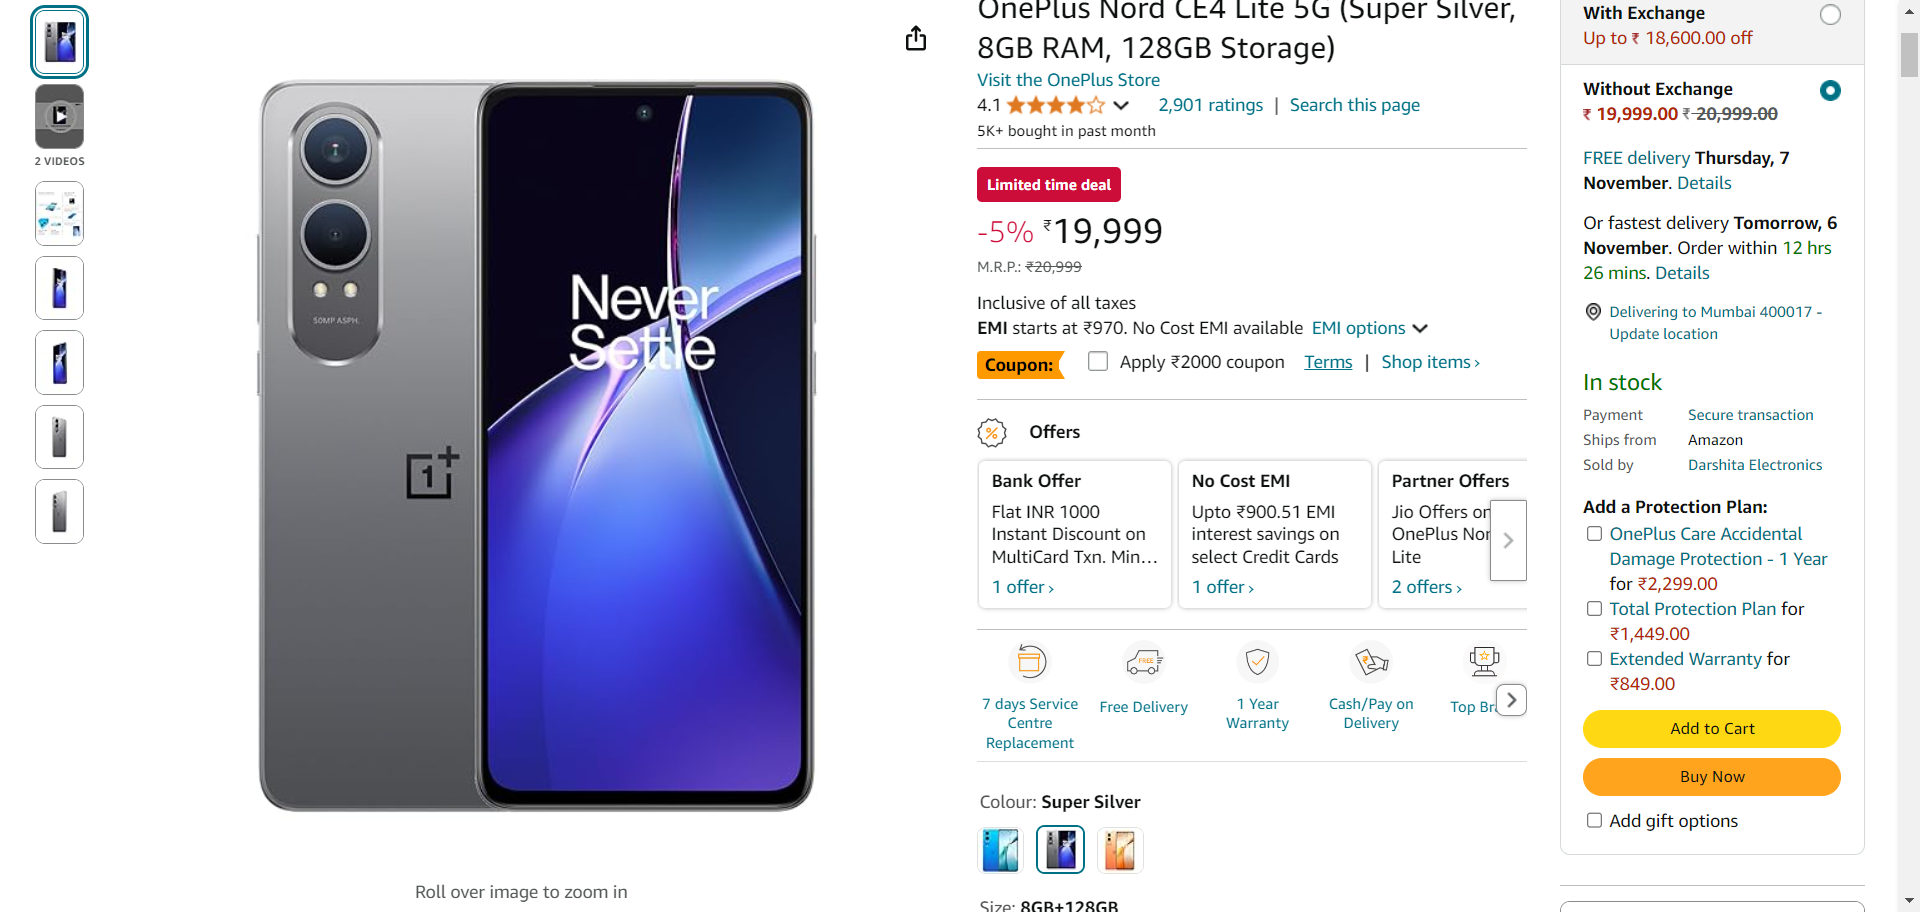 2 VIDEOS
50MP ASPH.
Never
Settle
1+
Roll over image to zoom in
OnePlus Nord CE4 Lite 5G (Super Silver,
8GB RAM, 128GB Storage)
Visit the OnePlus Store
4.1 2,901 ratings | Search this page
5K+ bought in past month
Limited time deal
-5% ₹19,999
M.R.P.: ₹20,999
Inclusive of all taxes
EMI starts at ₹970. No Cost EMI available EMI options
Coupon: Apply ₹2000 coupon Terms | Shop items ›
Offers
Bank Offer
Flat INR 1000
Instant Discount on
MultiCard Txn. Min…
1 offer ›
No Cost EMI
Upto ₹900.51 EMI
interest savings on
select Credit Cards
1 offer ›
Partner Offers
Jio Offers on
OnePlus Nor
Lite
2 offers ›
7 days Service
Centre
Replacement
FREE
Free Delivery
1 Year
Warranty
Cash/Pay on
Delivery
Top Br
Colour: Super Silver
Size: 8GB+128GB
With Exchange
Up to ₹ 18,600.00 off
Without Exchange
₹ 19,999.00 ₹ 20,999.00
FREE delivery Thursday, 7
November. Details
Or fastest delivery Tomorrow, 6
November. Order within 12 hrs
26 mins. Details
Delivering to Mumbai 400017 -
Update location
In stock
Payment Secure transaction
Ships from Amazon
Sold by Darshita Electronics
Add a Protection Plan:
OnePlus Care Accidental
Damage Protection - 1 Year
for ₹2,299.00
Total Protection Plan for
₹1,449.00
Extended Warranty for
₹849.00
Add to Cart
Buy Now
Add gift options